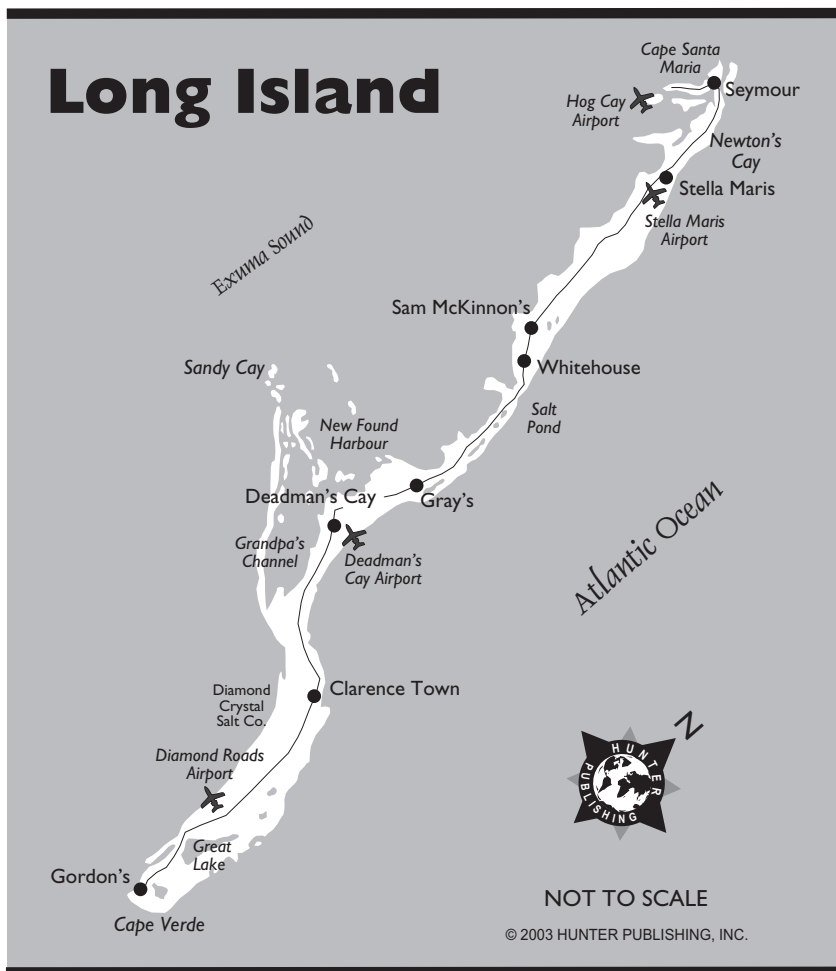 Long Island
Cape Santa
Maria
Seymour
Hog Cay
Airport
Newton's
Cay
Stella Maris
Stella Maris
Airport
Exuma Sound
Sam McKinnon's
Whitehouse
Sandy Cay
Salt
Pond
New Found
Harbour
Deadman's Cay
Gray's
Grandpa's
Channel
Deadman's
Cay Airport
Atlantic Ocean
Clarence Town
Diamond
Crystal
Salt Co.
Diamond Roads
Airport
N
HUNTER
PUBLISHING
Great
Lake
Gordon's
Cape Verde
NOT TO SCALE
© 2003 HUNTER PUBLISHING, INC.